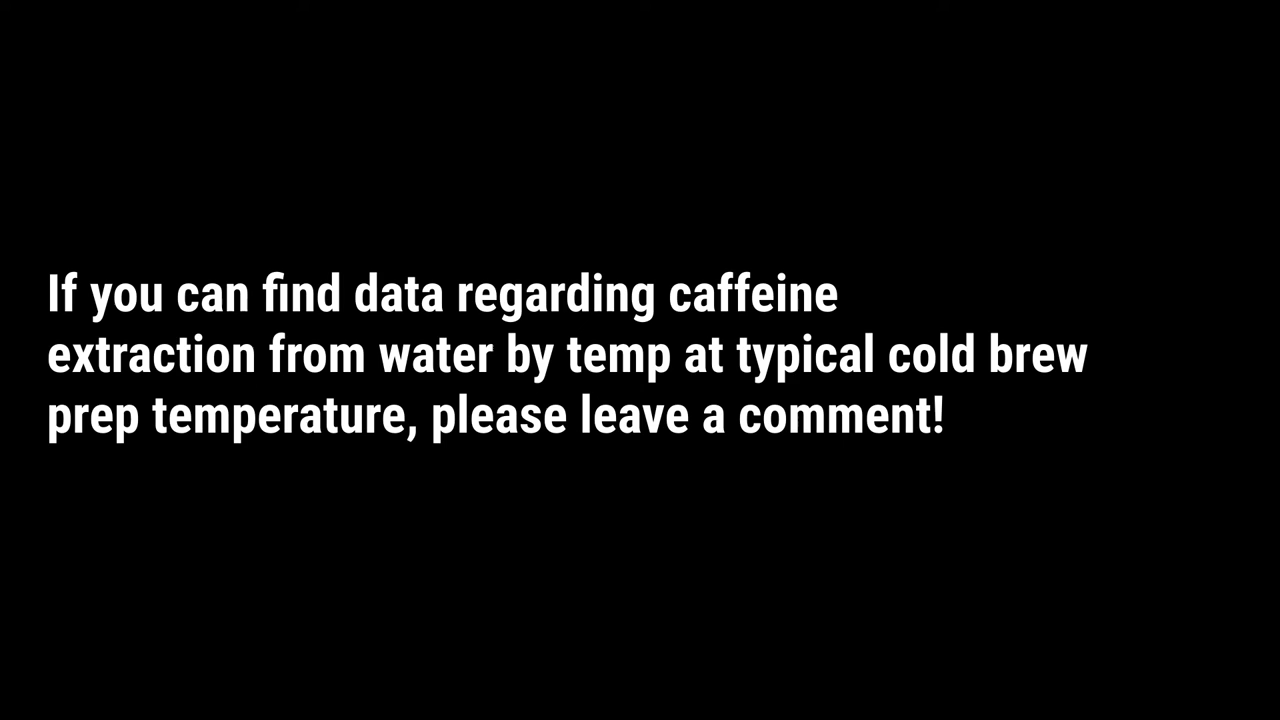 If you can find data regarding caffeine
extraction from water by temp at typical cold brew
prep temperature, please leave a comment!